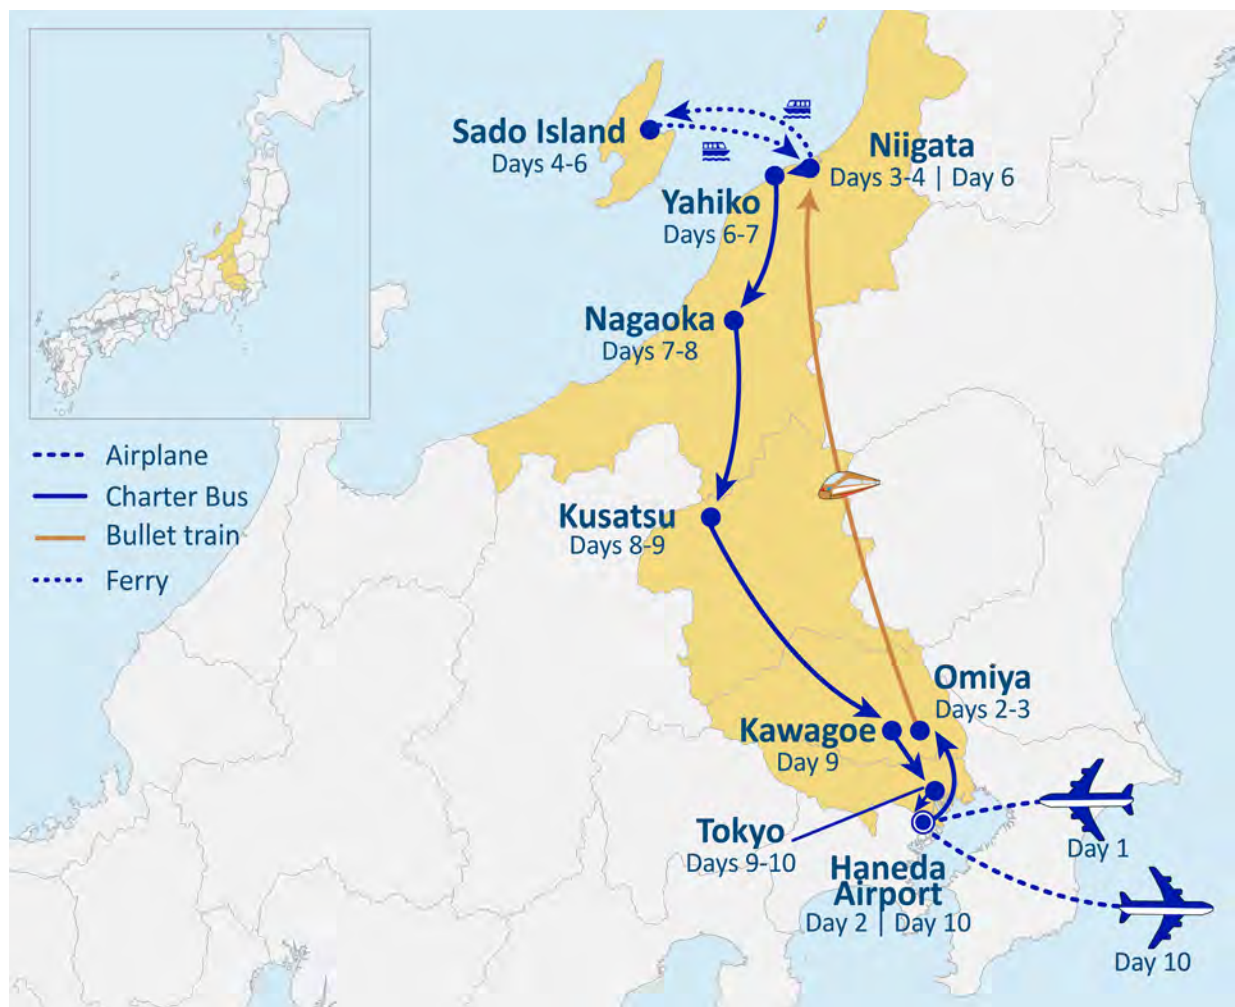 Sado Island
Days 4-6
Niigata
Days 3-4 | Day 6
Yahiko
Days 6-7
Nagaoka
Days 7-8
Airplane
Charter Bus
Bullet train
Ferry
Kusatsu
Days 8-9
Omiya
Days 2-3
Kawagoe
Day 9
Tokyo
Days 9-10
Haneda
Airport
Day 2 | Day 10
Day 1
Day 10